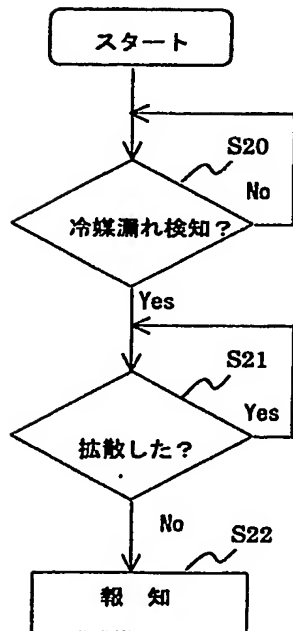 スタート
S20
No
冷媒漏れ検知？
Yes
S21
Yes
拡散した？
No
S22
報 知